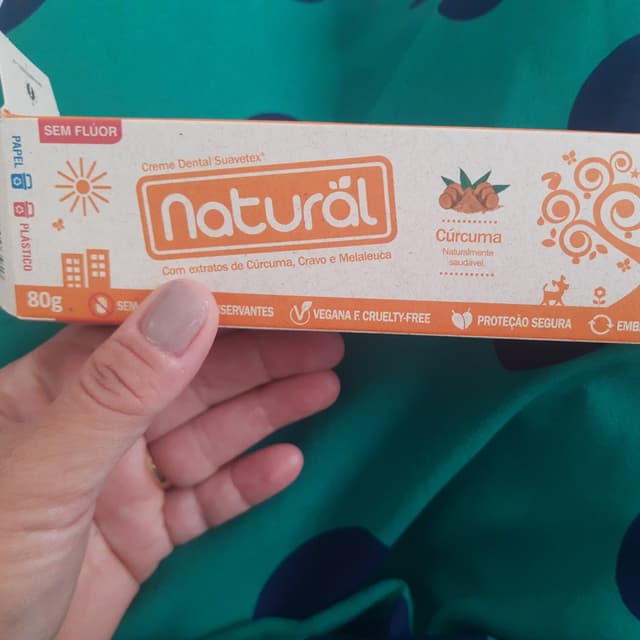 SEM FLÚOR
PAPEL
PLÁSTICO
Creme Dental Suavetex®
Naturäl
Com extratos de Cúrcuma, Cravo e Melaleuca
Cúrcuma
Naturalmente
saudável.
80g
SEM
VEGANA E CRUELTY-FREE
PROTEÇÃO SEGURA
EMB